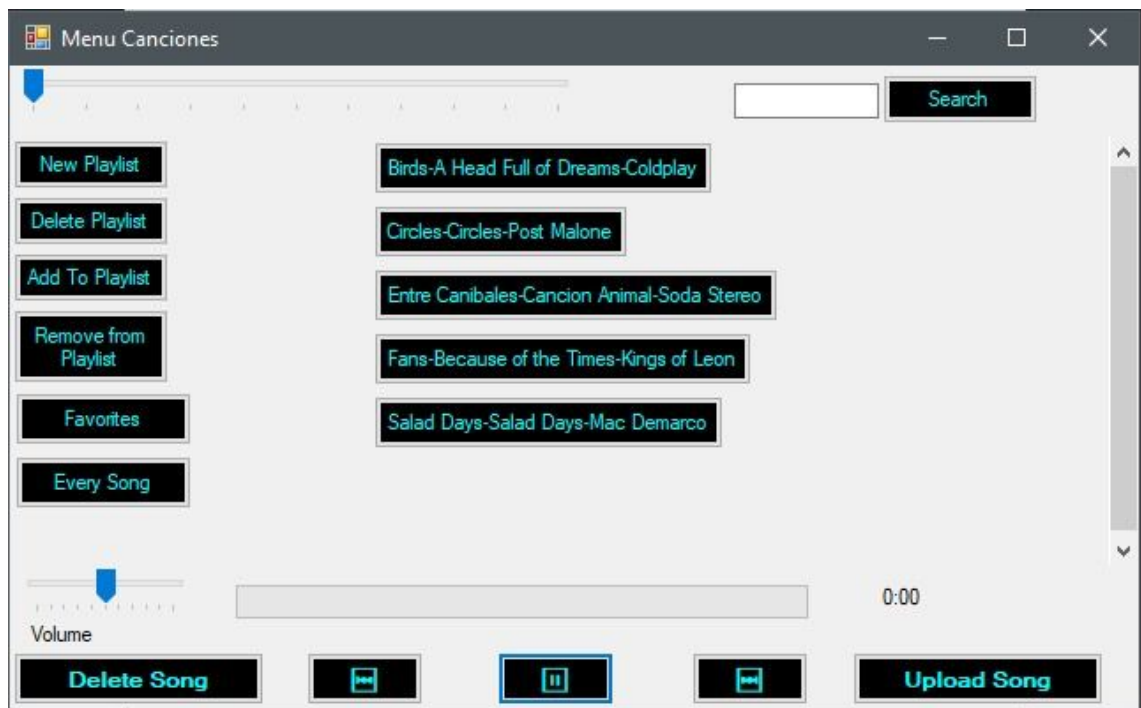 Menu Canciones
Search
New Playlist
Birds-A Head Full of Dreams-Coldplay
Delete Playlist
Circles-Circles-Post Malone
Add To Playlist
Entre Canibales-Cancion Animal-Soda Stereo
Remove from
Playlist
Fans-Because of the Times-Kings of Leon
Favorites
Salad Days-Salad Days-Mac Demarco
Every Song
0:00
Volume
Delete Song
Upload Song